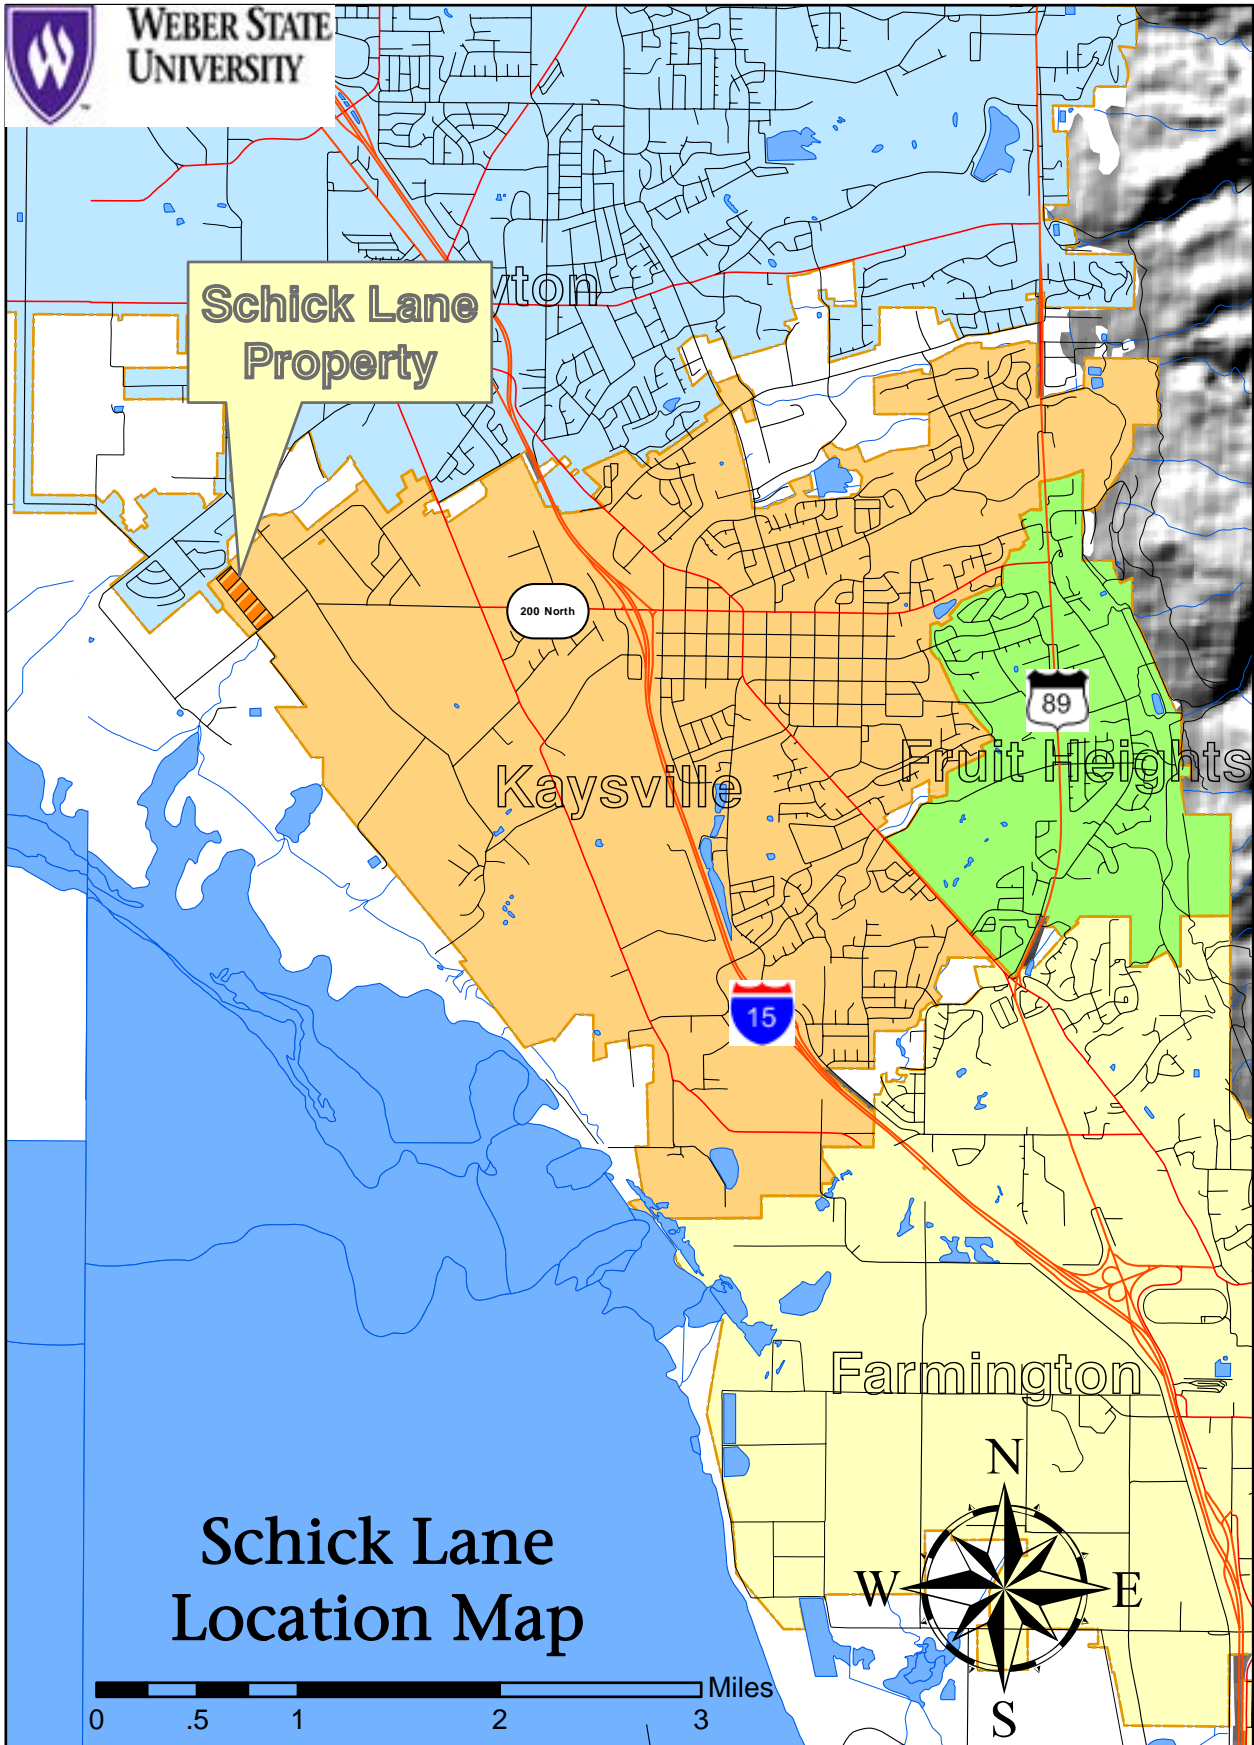 WEBER STATE
UNIVERSITY
yton
Schick Lane
Property
200 North
89
Fruit Heights
Kaysville
15
Farmington
N
W
E
S
Schick Lane
Location Map
Miles
0 .5 1 2 3